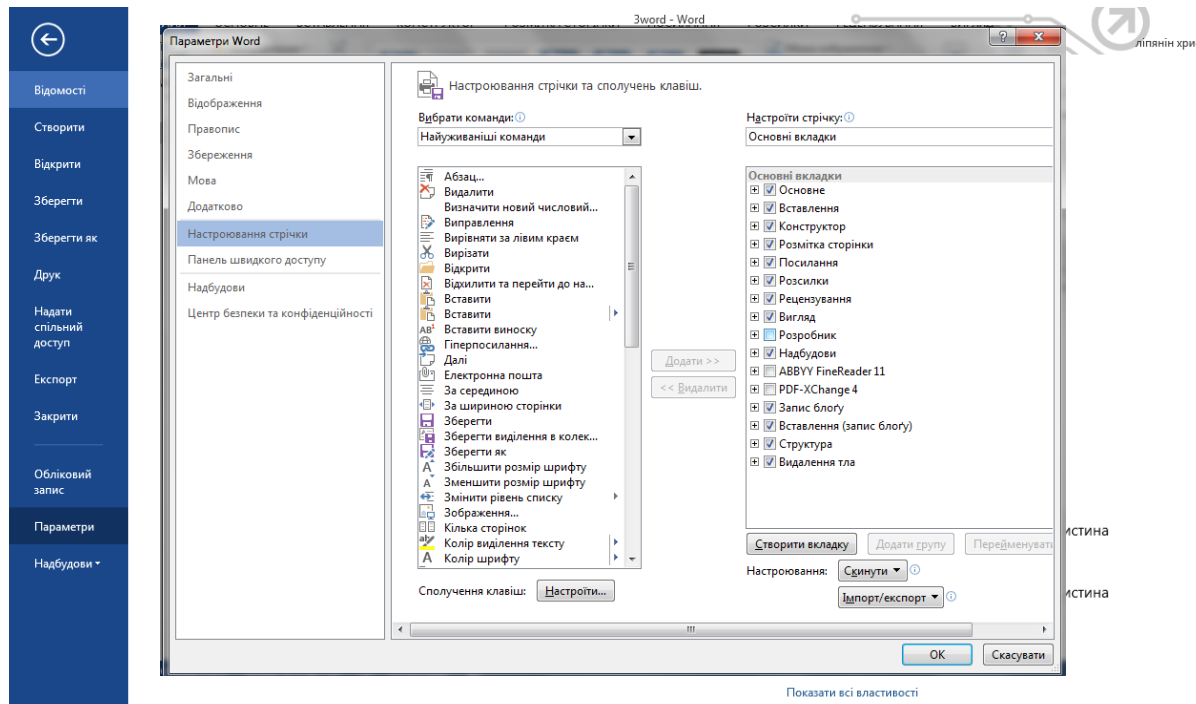 3word - Word
ліпянін хри
Параметри Word
Відомості
Створити
Відкрити
Зберегти
Зберегти як
Друк
Надати
спільний
доступ
Експорт
Закрити
Обліковий
запис
Параметри
Надбудови
Загальні
Відображення
Правопис
Збереження
Мова
Додатково
Настроювання стрічки
Панель швидкого доступу
Надбудови
Центр безпеки та конфіденційності
Настроювання стрічки та сполучень клавіш.
Вибрати команди:
Найуживаніші команди
Абзац...
Видалити
Визначити новий числовий...
Виправлення
Вирівняти за лівим краєм
Вирізати
Відкрити
Відхилити та перейти до на...
Вставити
Вставити
Вставити виноску
Гіперпосилання...
Далі
Електронна пошта
За серединою
За шириною сторінки
Зберегти
Зберегти виділення в колек...
Зберегти як
Збільшити розмір шрифту
Зменшити розмір шрифту
Змінити рівень списку
Зображення...
Кілька сторінок
Колір виділення тексту
Колір шрифту
Сполучення клавіш: Настроїти...
Додати >>
<< Видалити
Настроїти стрічку:
Основні вкладки
Основні вкладки
Основне
Вставлення
Конструктор
Розмітка сторінки
Посилання
Розсилки
Рецензування
Вигляд
Розробник
Надбудови
ABBYY FineReader 11
PDF-XChange 4
Запис блоґу
Вставлення (запис блоґу)
Структура
Видалення тла
Створити вкладку Додати групу Перейменувати
Настроювання: Скинути
Імпорт/експорт
OK Скасувати
истина
истина
Показати всі властивості